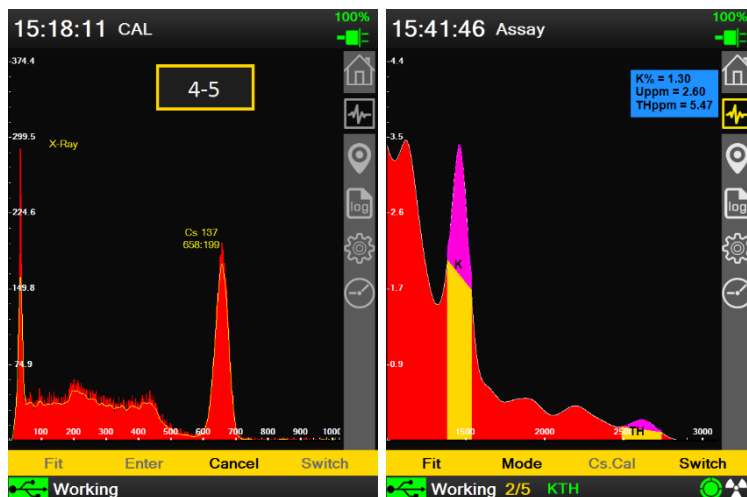 15:18:11 CAL
100%
374.4
4-5
299.5
X-Ray
224.6
Cs 137
658:199
149.8
74.9
100 200 300 400 500 600 700 800 900 1000
log
Fit Enter Cancel Switch
Working
15:41:46 Assay
100%
4.4
K% = 1.30
Uppm = 2.60
THppm = 5.47
3.5
2.6
K
1.7
0.9
TH
1500 2000 2500 3000
log
Fit Mode Cs.Cal Switch
Working 2/5 KTH